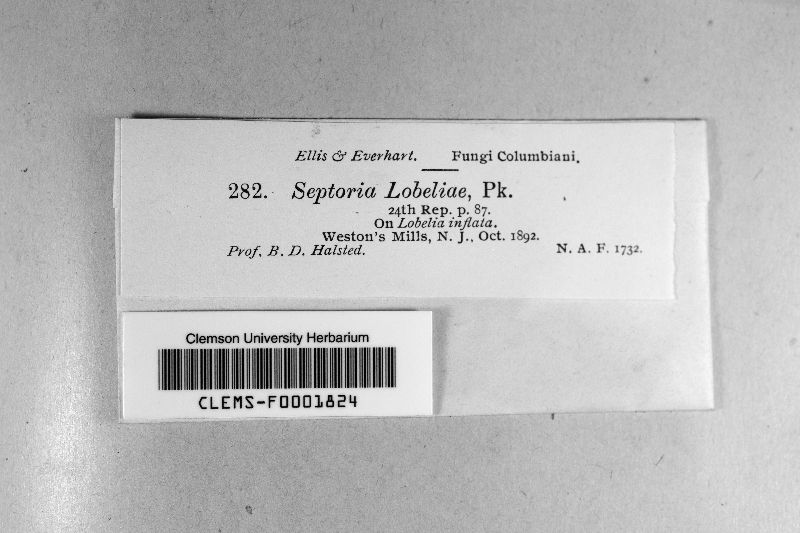 Ellis & Everhart. Fungi Columbiani.
282. Septoria Lobeliae, Pk.
24th Rep. p. 87.
On Lobelia inflata.
Weston's Mills, N. J., Oct. 1892.
Prof. B. D. Halsted. N. A. F. 1732.
Clemson University Herbarium
CLEMS-F0001824